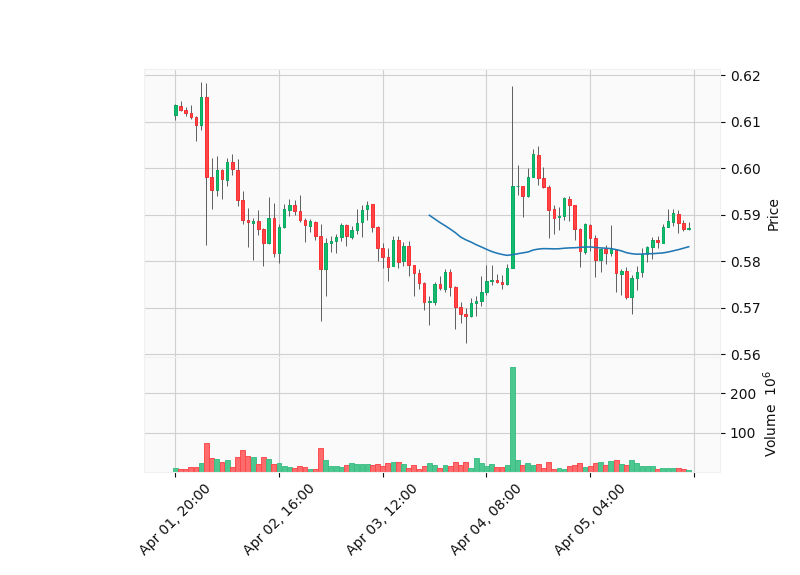 0.62
0.61
0.60
0.59
0.58
0.57
0.56
Price
200
100
Volume 10⁶
Apr 01, 20:00
Apr 02, 16:00
Apr 03, 12:00
Apr 04, 08:00
Apr 05, 04:00